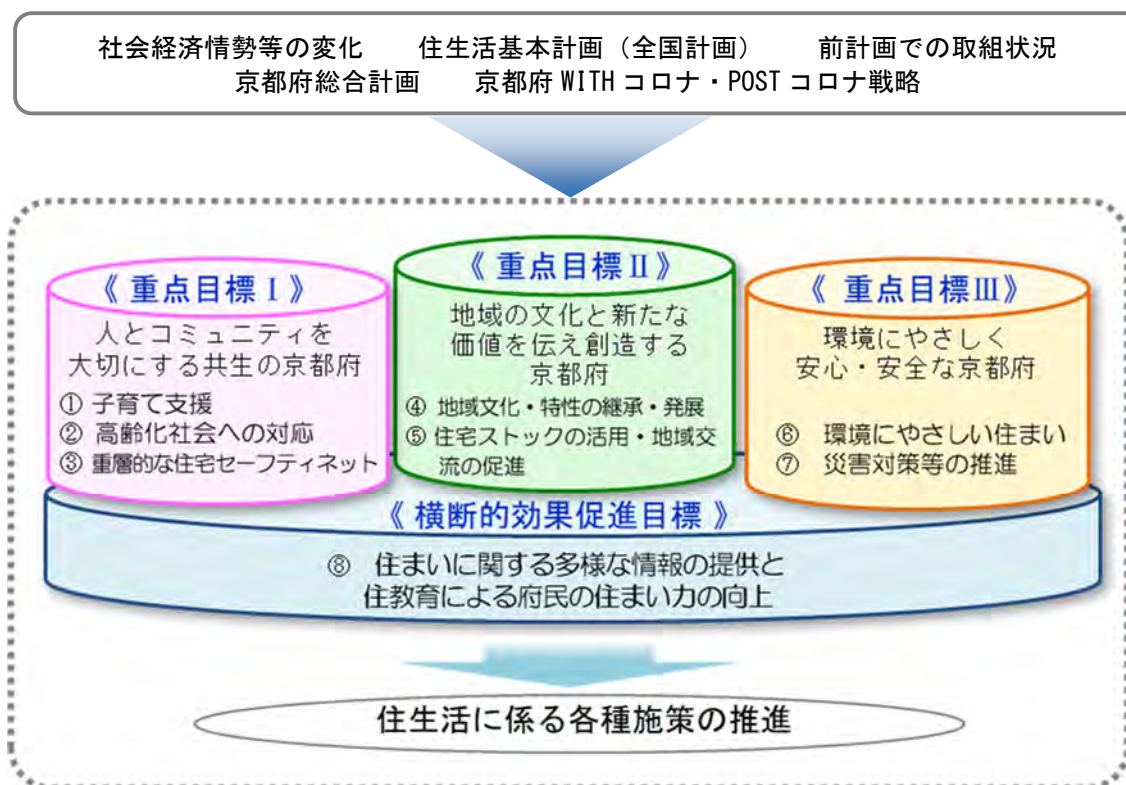 社会経済情勢等の変化　住生活基本計画（全国計画）　前計画での取組状況
京都府総合計画　京都府 WITH コロナ・POST コロナ戦略
《 重点目標Ⅰ 》
人とコミュニティを
大切にする共生の京都府
① 子育て支援
② 高齢化社会への対応
③ 重層的な住宅セーフティネット
《 重点目標Ⅱ 》
地域の文化と新たな
価値を伝え創造する
京都府
④ 地域文化・特性の継承・発展
⑤ 住宅ストックの活用・地域交
流の促進
《 重点目標Ⅲ 》
環境にやさしく
安心・安全な京都府
⑥ 環境にやさしい住まい
⑦ 災害対策等の推進
《 横断的効果促進目標 》
⑧ 住まいに関する多様な情報の提供と
住教育による府民の住まい力の向上
住生活に係る各種施策の推進